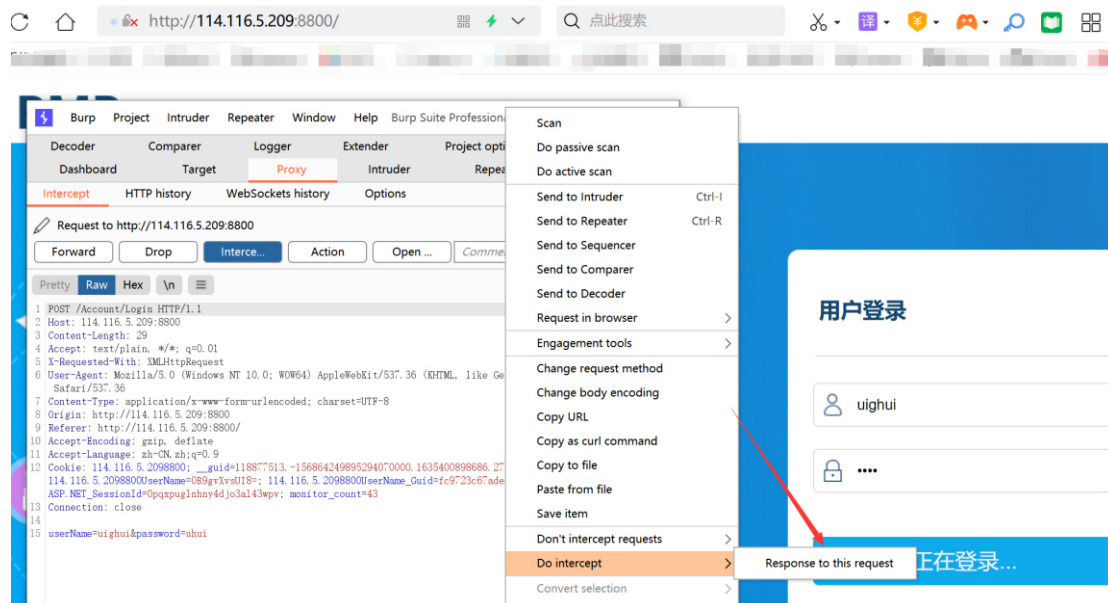 http://114.116.5.209:8800/
点此搜索
译
Burp Project Intruder Repeater Window Help Burp Suite Professiona
Decoder Comparer Logger Extender Project opti
Dashboard Target Proxy Intruder Repea
Intercept HTTP history WebSockets history Options
Request to http://114.116.5.209:8800
Forward Drop Interce... Action Open ... Comme
Pretty Raw Hex \n
1 POST /Account/Login HTTP/1.1
2 Host: 114.116.5.209:8800
3 Content-Length: 29
4 Accept: text/plain, */*; q=0.01
5 X-Requested-With: XMLHttpRequest
6 User-Agent: Mozilla/5.0 (Windows NT 10.0; WOW64) AppleWebKit/537.36 (KHTML, like Ge
Safari/537.36
7 Content-Type: application/x-www-form-urlencoded; charset=UTF-8
8 Origin: http://114.116.5.209:8800
9 Referer: http://114.116.5.209:8800/
10 Accept-Encoding: gzip, deflate
11 Accept-Language: zh-CN,zh;q=0.9
12 Cookie: 114.116.5.2098800; __guid=118877513.-156864249895294070000.1635400898686.27
114.116.5.2098800UserName=OB9gvXvsUI8=; 114.116.5.2098800UserName_Guid=fc9723c67ade
ASP.NET_SessionId=0pqxpuglnhny4djo3al43wpv; monitor_count=43
13 Connection: close
14
15 userName=uighui&password=uhui
Scan
Do passive scan
Do active scan
Send to Intruder Ctrl-I
Send to Repeater Ctrl-R
Send to Sequencer
Send to Comparer
Send to Decoder
Request in browser
Engagement tools
Change request method
Change body encoding
Copy URL
Copy as curl command
Copy to file
Paste from file
Save item
Don't intercept requests
Do intercept
Convert selection
Response to this request
用户登录
uighui
正在登录...